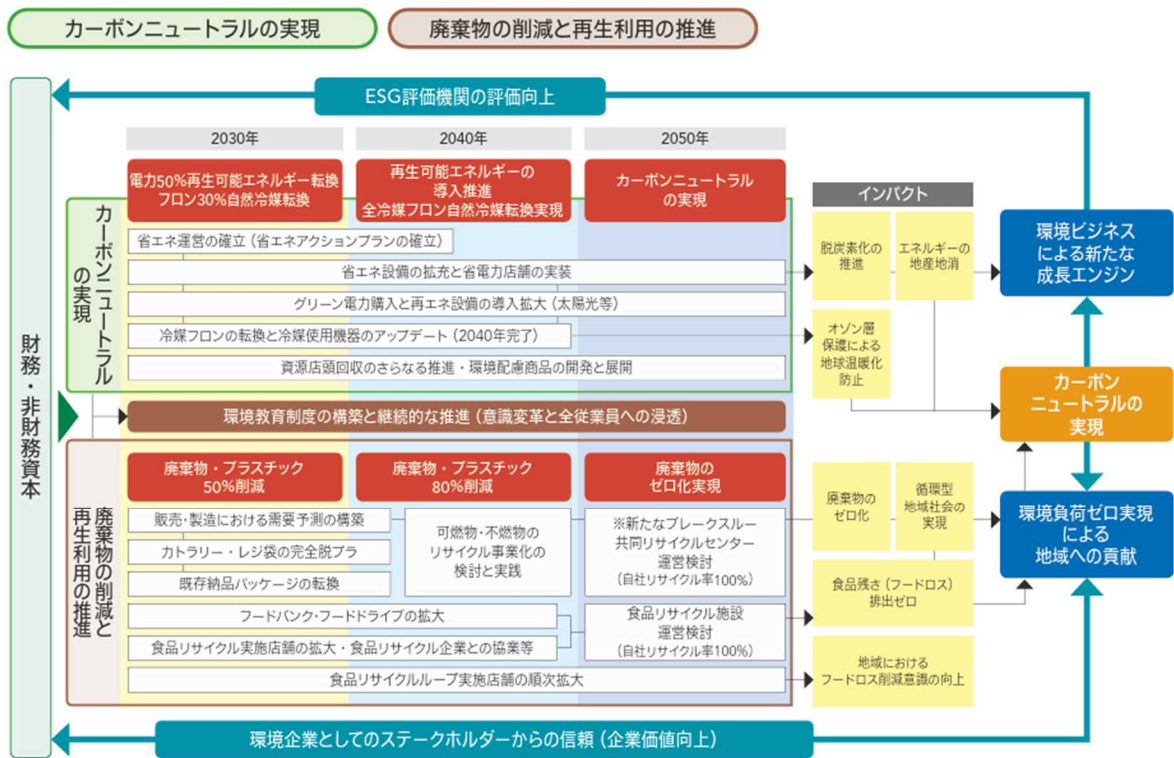 カーボンニュートラルの実現
廃棄物の削減と再生利用の推進
ESG評価機関の評価向上
2030年
2040年
2050年
電力50%再生可能エネルギー転換
フロン30%自然冷媒転換
再生可能エネルギーの
導入推進
全冷媒フロン自然冷媒転換実現
カーボンニュートラル
の実現
インパクト
財務・非財務資本
カーボンニュートラル
の実現
省エネ運営の確立（省エネアクションプランの確立）
省エネ設備の拡充と省電力店舗の実装
グリーン電力購入と再エネ設備の導入拡大（太陽光等）
冷媒フロンの転換と冷媒使用機器のアップデート（2040年完了）
資源店頭回収のさらなる推進・環境配慮商品の開発と展開
脱炭素化の
推進
エネルギーの
地産地消
オゾン層
保護による
地球温暖化
防止
環境ビジネス
による新たな
成長エンジン
カーボン
ニュートラルの
実現
環境負荷ゼロ実現
による
地域への貢献
環境教育制度の構築と継続的な推進（意識変革と全従業員への浸透）
廃棄物の削減と
再生利用の推進
廃棄物・プラスチック
50%削減
廃棄物・プラスチック
80%削減
廃棄物の
ゼロ化実現
販売・製造における需要予測の構築
カトラリー・レジ袋の完全脱プラ
既存納品パッケージの転換
可燃物・不燃物の
リサイクル事業化の
検討と実践
※新たなブレークスルー
共同リサイクルセンター
運営検討
（自社リサイクル率100%）
フードバンク・フードドライブの拡大
食品リサイクル実施店舗の拡大・食品リサイクル企業との協業等
食品リサイクル施設
運営検討
（自社リサイクル率100%）
食品リサイクルループ実施店舗の順次拡大
廃棄物の
ゼロ化
循環型
地域社会の
実現
食品残さ（フードロス）
排出ゼロ
地域における
フードロス削減意識の向上
環境企業としてのステークホルダーからの信頼（企業価値向上）